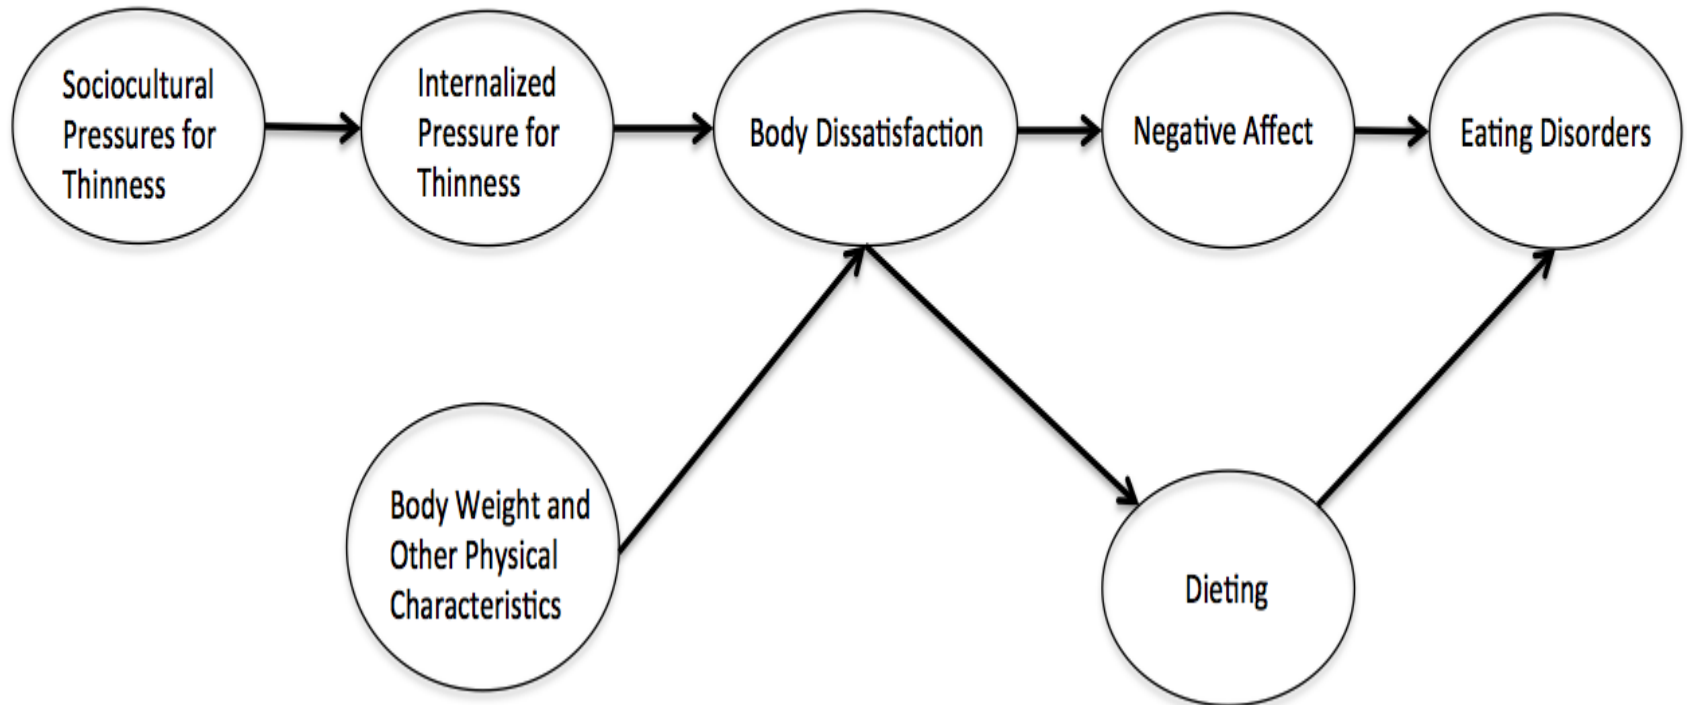 Sociocultural
Pressures for
Thinness
Internalized
Pressure for
Thinness
Body Dissatisfaction
Negative Affect
Eating Disorders
Body Weight and
Other Physical
Characteristics
Dieting